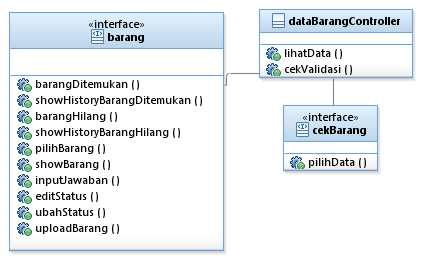 «interface»
barang
barangDitemukan ()
showHistoryBarangDitemukan ()
barangHilang ()
showHistoryBarangHilang ()
pilihBarang ()
showBarang ()
inputJawaban ()
editStatus ()
ubahStatus ()
uploadBarang ()
dataBarangController
lihatData ()
cekValidasi ()
«interface»
cekBarang
pilihData ()